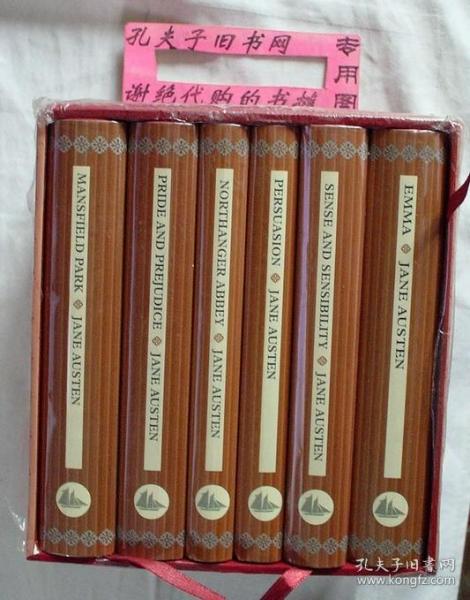 孔夫子旧书网
谢绝代购的书摊
专用图
MANSFIELD PARK JANE AUSTEN
PRIDE AND PREJUDICE JANE AUSTEN
NORTHANGER ABBEY JANE AUSTEN
PERSUASION JANE AUSTEN
SENSE AND SENSIBILITY JANE AUSTEN
EMMA JANE AUSTEN
孔夫子旧書网
www.kongfz.com